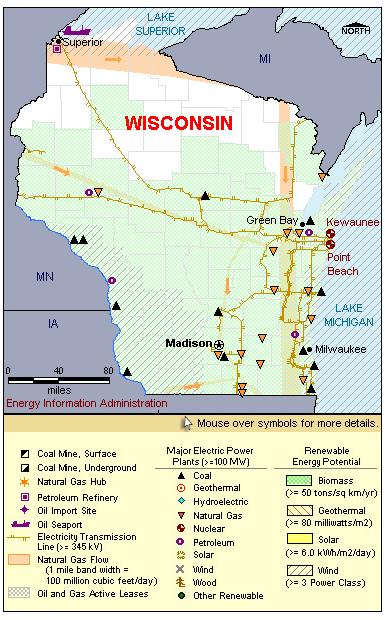 LAKE
SUPERIOR
NORTH
Superior
MI
WISCONSIN
Green Bay
Kewaunee
Point
Beach
MN
LAKE
MICHIGAN
IA
Madison
Milwaukee
0 50 100
miles
Energy Information Administration
Mouse over symbols for more details.
Coal Mine, Surface
Coal Mine, Underground
Natural Gas Hub
Petroleum Refinery
Oil Import Site
Oil Seaport
Electricity Transmission
Line (>= 345 kV)
Natural Gas Flow
(1 mile band width =
100 million cubic feet/day)
Oil and Gas Active Leases
Major Electric Power
Plants (>=100 MW)
Coal
Geothermal
Hydroelectric
Natural Gas
Nuclear
Petroleum
Solar
Wind
Wood
Other Renewable
Renewable
Energy Potential
Biomass
(>= 50 tons/sq km/yr)
Geothermal
(>= 80 milliwatts/m2)
Solar
(>= 6.0 kWh/m2/day)
Wind
(>= 3 Power Class)